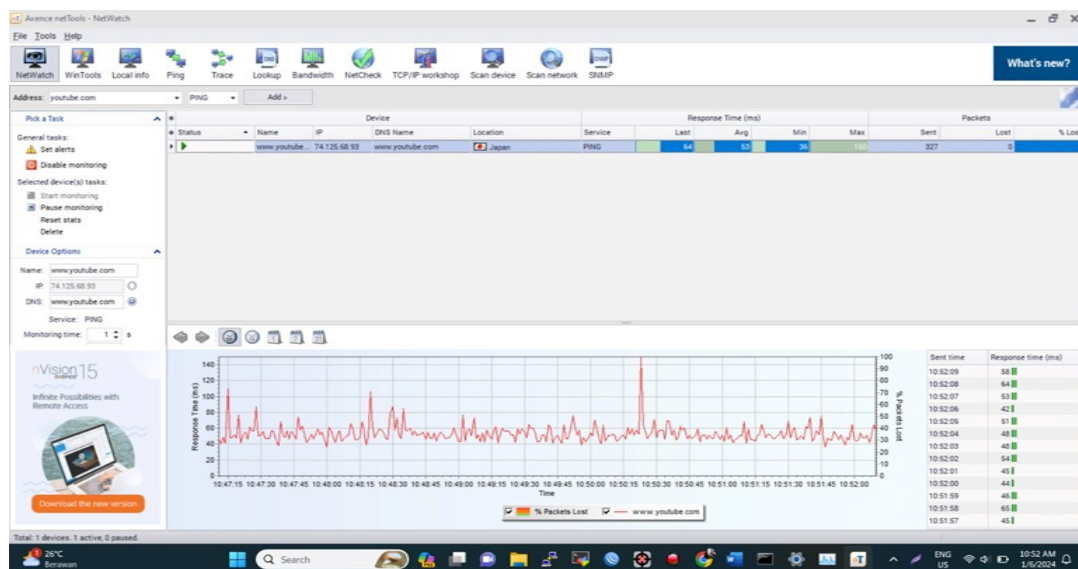 Axence netTools - NetWatch
File Tools Help
NetWatch WinTools Local info Ping Trace Lookup Bandwidth NetCheck TCP/IP workshop Scan device Scan network SNMP
What's new?
Address: youtube.com PING Add »
Pick a Task
General tasks:
Set alerts
Disable monitoring
Selected device(s) tasks:
Start monitoring
Pause monitoring
Reset stats
Delete
Device Options
Name: www.youtube.com
IP: 74.125.68.93
DNS: www.youtube.com
Service: PING
Monitoring time: 1 s
nVision 15
axence
Infinite Possibilities with
Remote Access
Download the new version
Device Response Time (ms) Packets
Status Name IP DNS Name Location Service Last Avg Min Max Sent Lost % Los
www.youtube... 74.125.68.93 www.youtube.com Japan PING 64 53 36 327 0
Response Time (ms)
140
120
100
80
60
40
20
0
100
90
80
70
60
50
40
30
20
10
0
% Packets Lost
10:47:15 10:47:30 10:47:45 10:48:00 10:48:15 10:48:30 10:48:45 10:49:00 10:49:15 10:49:30 10:49:45 10:50:00 10:50:15 10:50:30 10:50:45 10:51:00 10:51:15 10:51:30 10:51:45 10:52:00
Time
% Packets Lost www.youtube.com
Sent time Response time (ms)
10:52:09 58
10:52:08 64
10:52:07 53
10:52:06 42
10:52:05 51
10:52:04 48
10:52:03 48
10:52:02 54
10:52:01 45
10:52:00 44
10:51:59 46
10:51:58 65
10:51:57 45
Total: 1 devices. 1 active, 0 paused.
1
26°C
Berawan
Search
ENG
US
10:52 AM
1/6/2024